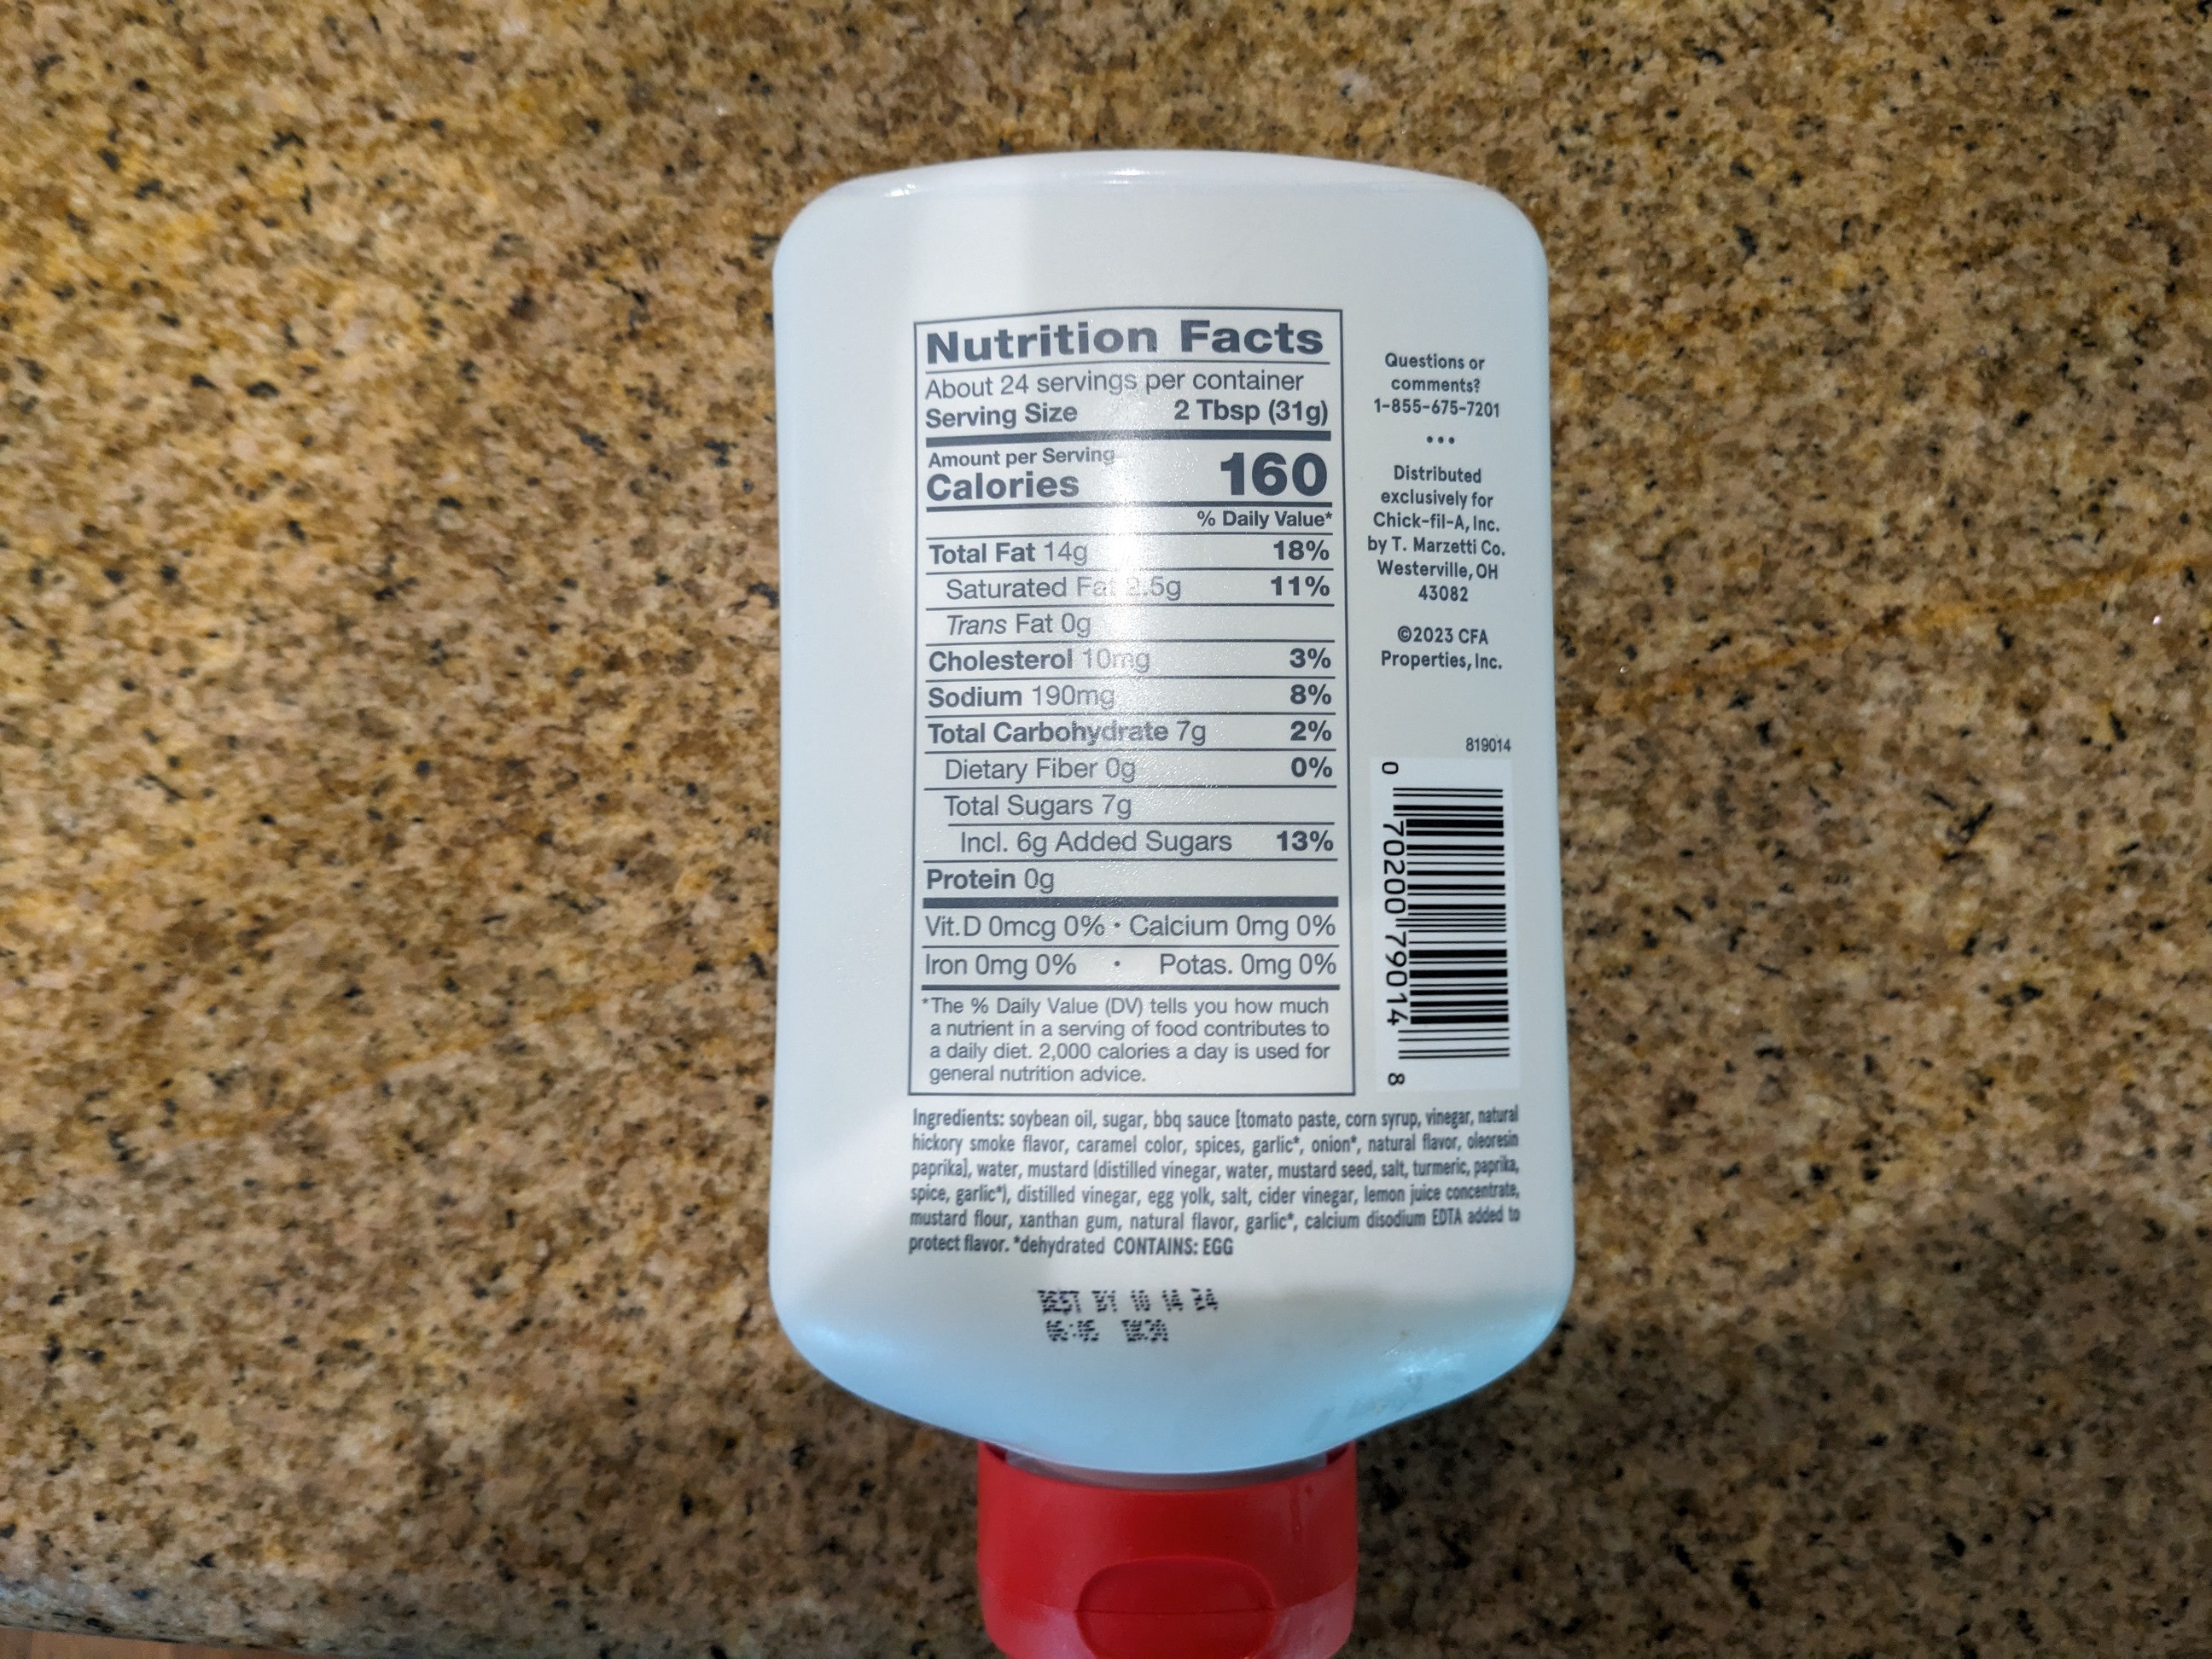 Nutrition Facts
About 24 servings per container
Serving Size 2 Tbsp (31g)
Amount per Serving
Calories 160
% Daily Value*
Total Fat 14g 18%
Saturated Fat 2.5g 11%
Trans Fat 0g
Cholesterol 10mg 3%
Sodium 190mg 8%
Total Carbohydrate 7g 2%
Dietary Fiber 0g 0%
Total Sugars 7g
Incl. 6g Added Sugars 13%
Protein 0g
Vit.D 0mcg 0% • Calcium 0mg 0%
Iron 0mg 0% • Potas. 0mg 0%
*The % Daily Value (DV) tells you how much
a nutrient in a serving of food contributes to
a daily diet. 2,000 calories a day is used for
general nutrition advice.
Questions or
comments?
1-855-675-7201
•••
Distributed
exclusively for
Chick-fil-A, Inc.
by T. Marzetti Co.
Westerville, OH
43082
©2023 CFA
Properties, Inc.
819014
0 70200 79014 8
Ingredients: soybean oil, sugar, bbq sauce [tomato paste, corn syrup, vinegar, natural
hickory smoke flavor, caramel color, spices, garlic*, onion*, natural flavor, oleoresin
paprika], water, mustard (distilled vinegar, water, mustard seed, salt, turmeric, paprika,
spice, garlic*), distilled vinegar, egg yolk, salt, cider vinegar, lemon juice concentrate,
mustard flour, xanthan gum, natural flavor, garlic*, calcium disodium EDTA added to
protect flavor. *dehydrated CONTAINS: EGG
BEST BY 10 14 24